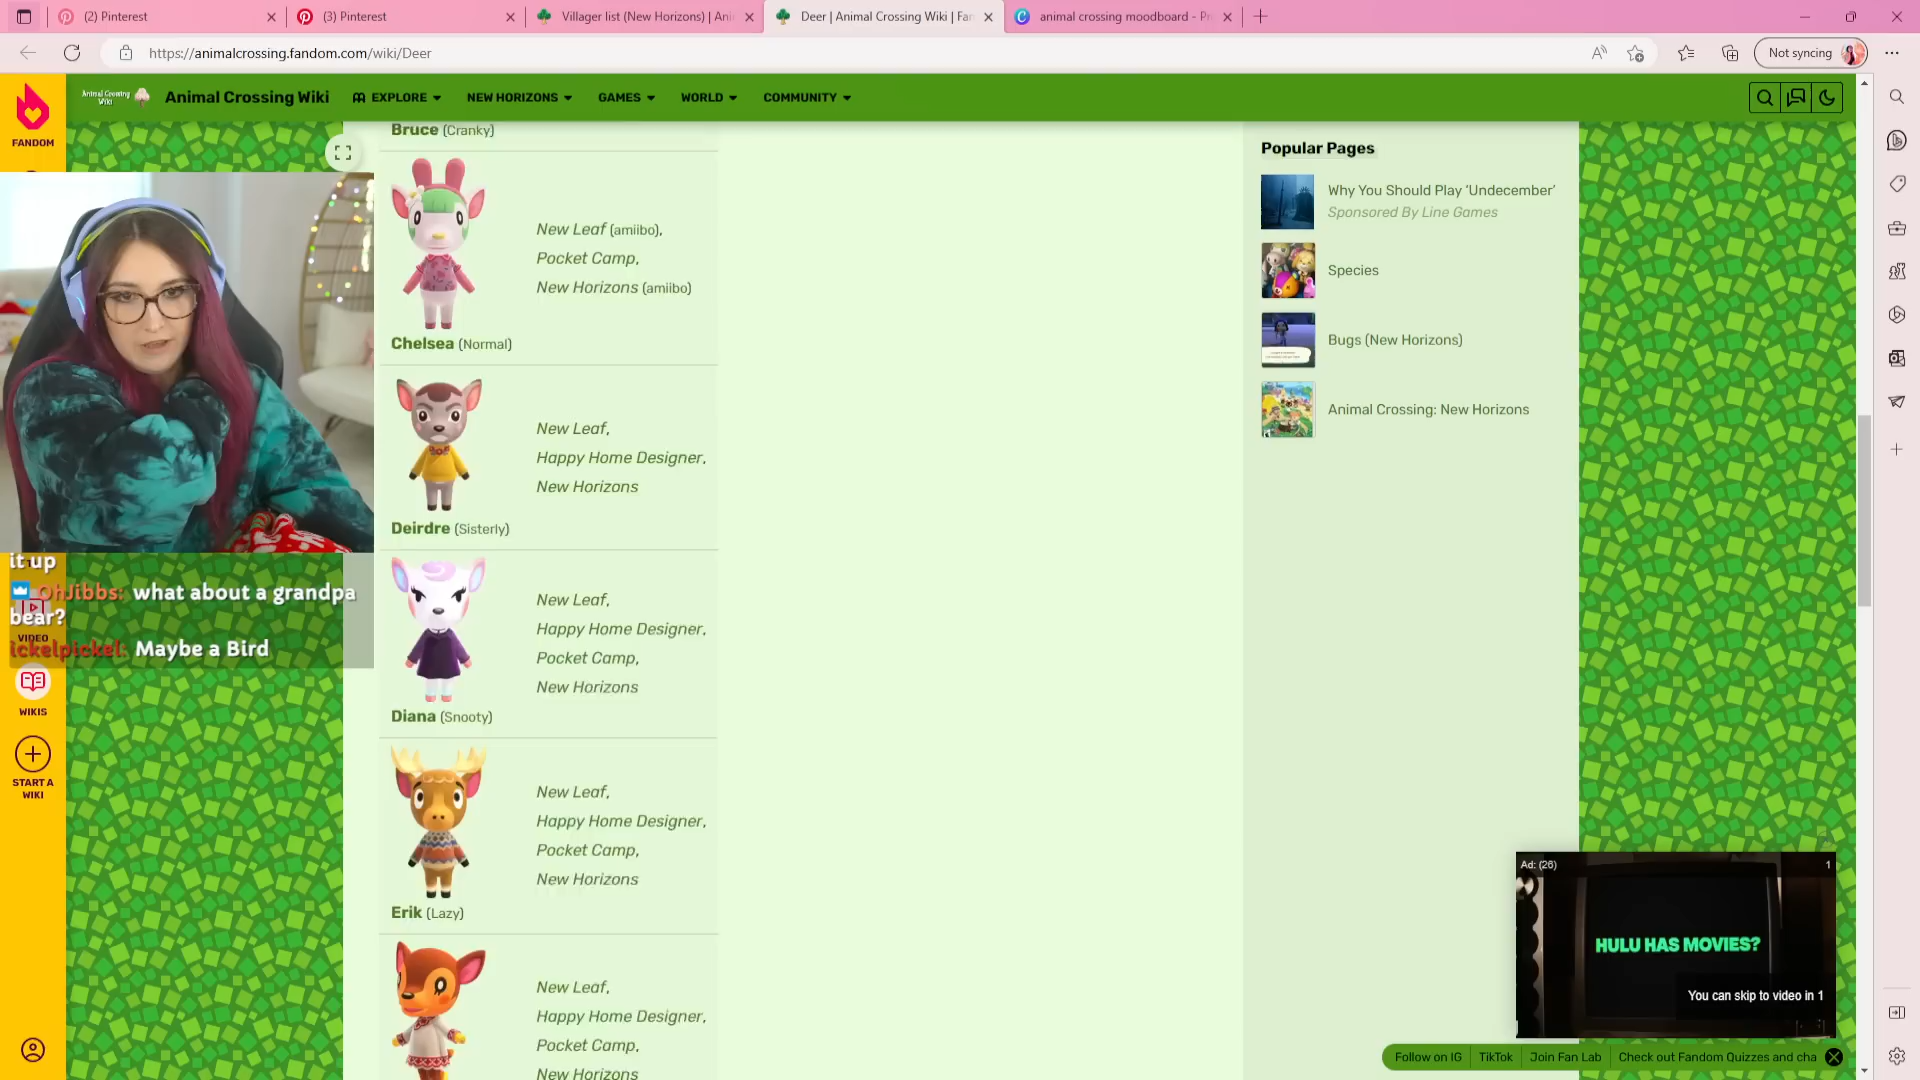 (2) Pinterest
(3) Pinterest
Villager list (New Horizons) | Ani
Deer | Animal Crossing Wiki | Fan
animal crossing moodboard - Pr
https://animalcrossing.fandom.com/wiki/Deer
Not syncing
FANDOM
Animal Crossing Wiki
Animal Crossing Wiki
EXPLORE
NEW HORIZONS
GAMES
WORLD
COMMUNITY
Bruce (Cranky)
New Leaf (amiibo),
Pocket Camp,
New Horizons (amiibo)
Chelsea (Normal)
New Leaf,
Happy Home Designer,
New Horizons
Deirdre (Sisterly)
New Leaf,
Happy Home Designer,
Pocket Camp,
New Horizons
Diana (Snooty)
New Leaf,
Happy Home Designer,
Pocket Camp,
New Horizons
Erik (Lazy)
New Leaf,
Happy Home Designer,
Pocket Camp,
New Horizons
Popular Pages
Why You Should Play ‘Undecember’
Sponsored By Line Games
Species
Bugs (New Horizons)
Animal Crossing: New Horizons
it up
OhJibbs: what about a grandpa
bear?
ickelpickel: Maybe a Bird
VIDEO
WIKIS
START A
WIKI
Ad: (26)
1
HULU HAS MOVIES?
You can skip to video in 1
Follow on IG
TikTok
Join Fan Lab
Check out Fandom Quizzes and cha